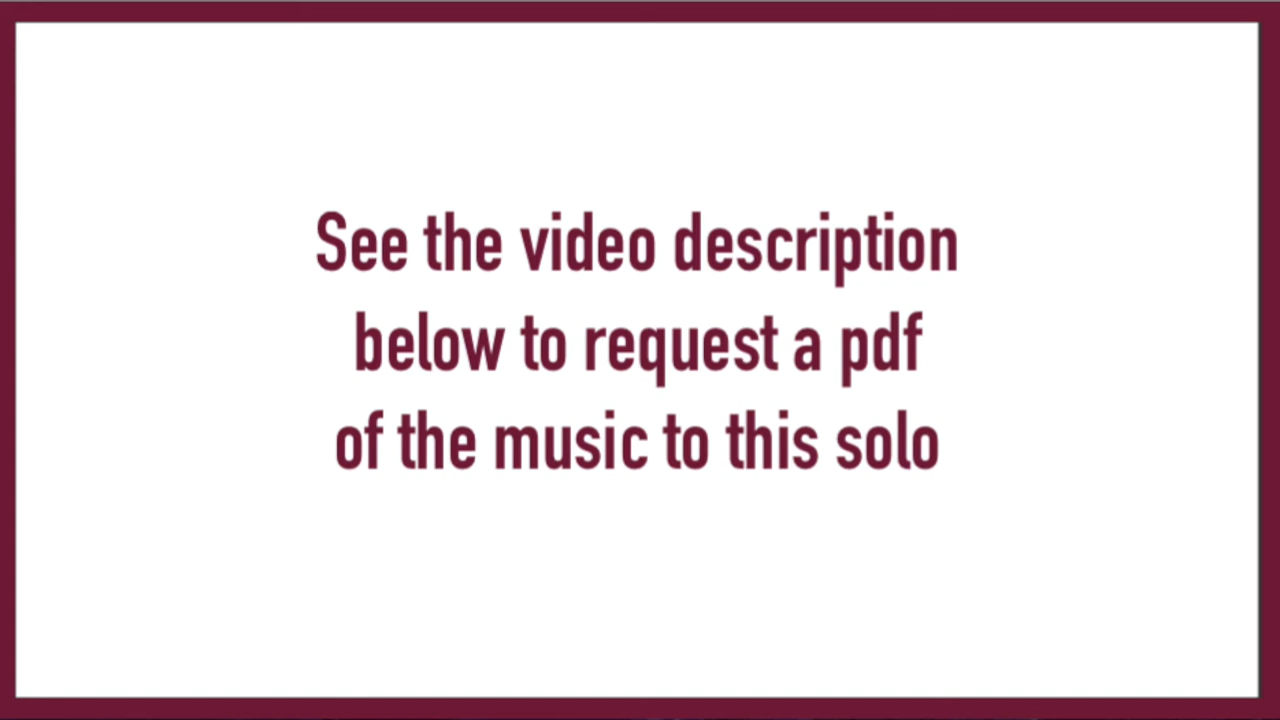 See the video description
below to request a pdf
of the music to this solo